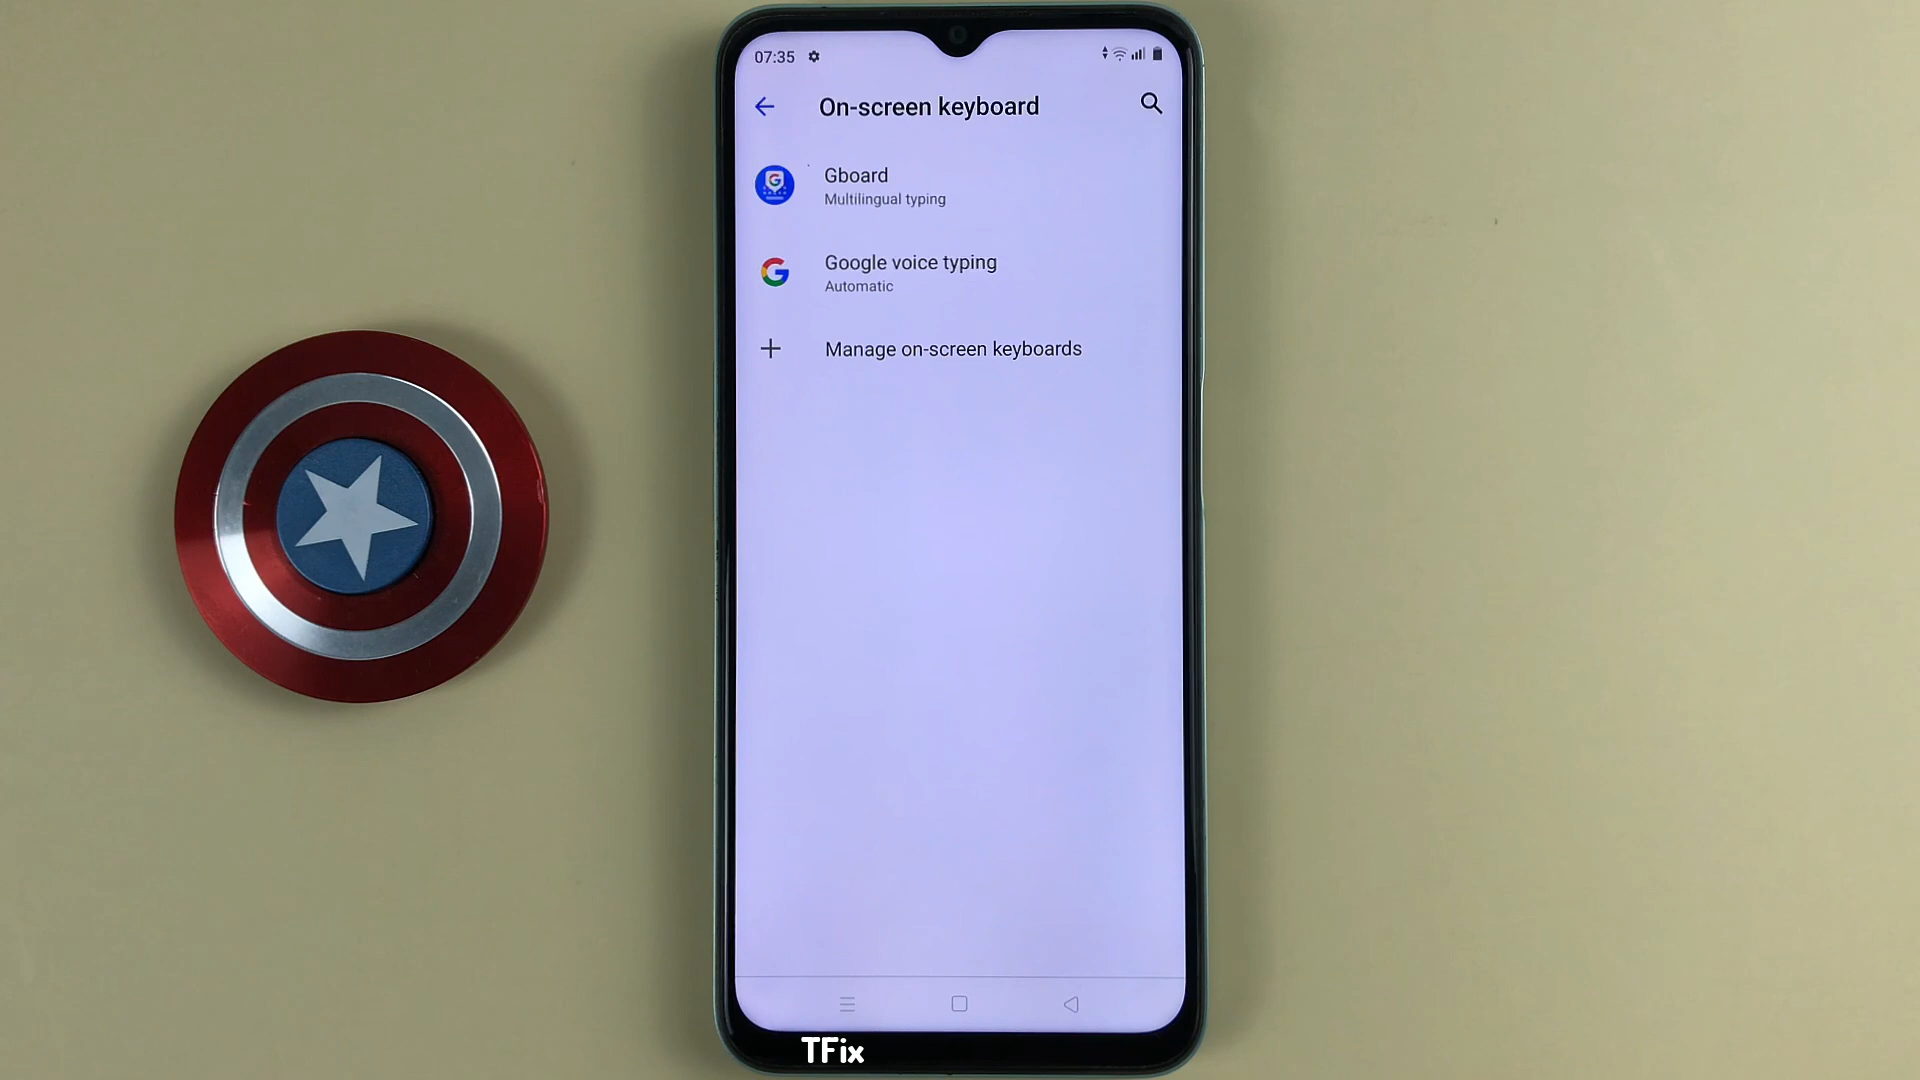 07:35
On-screen keyboard
Gboard
Multilingual typing
Google voice typing
Automatic
Manage on-screen keyboards
TFix